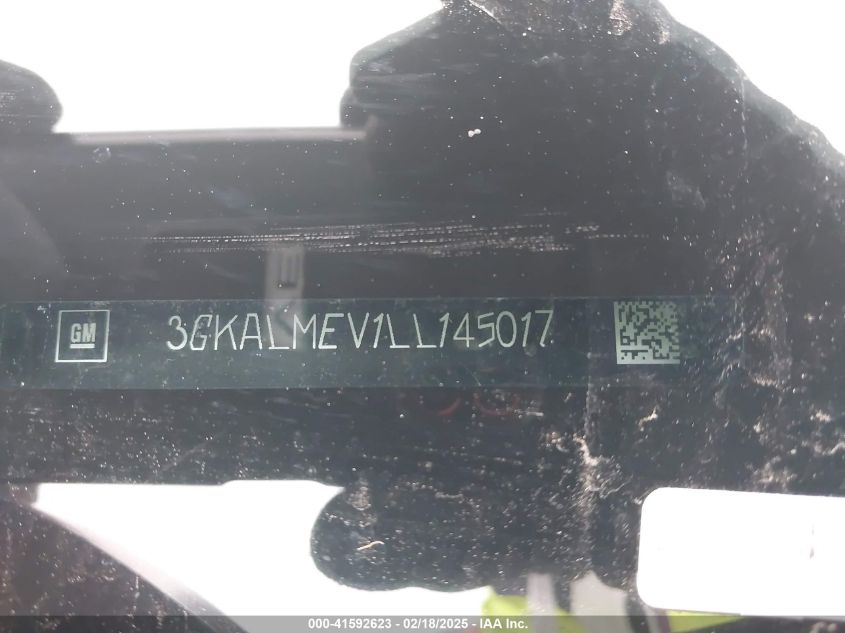 GM 3GKALMEV1LL145017
000-41592623 - 02/18/2025 - IAA Inc.